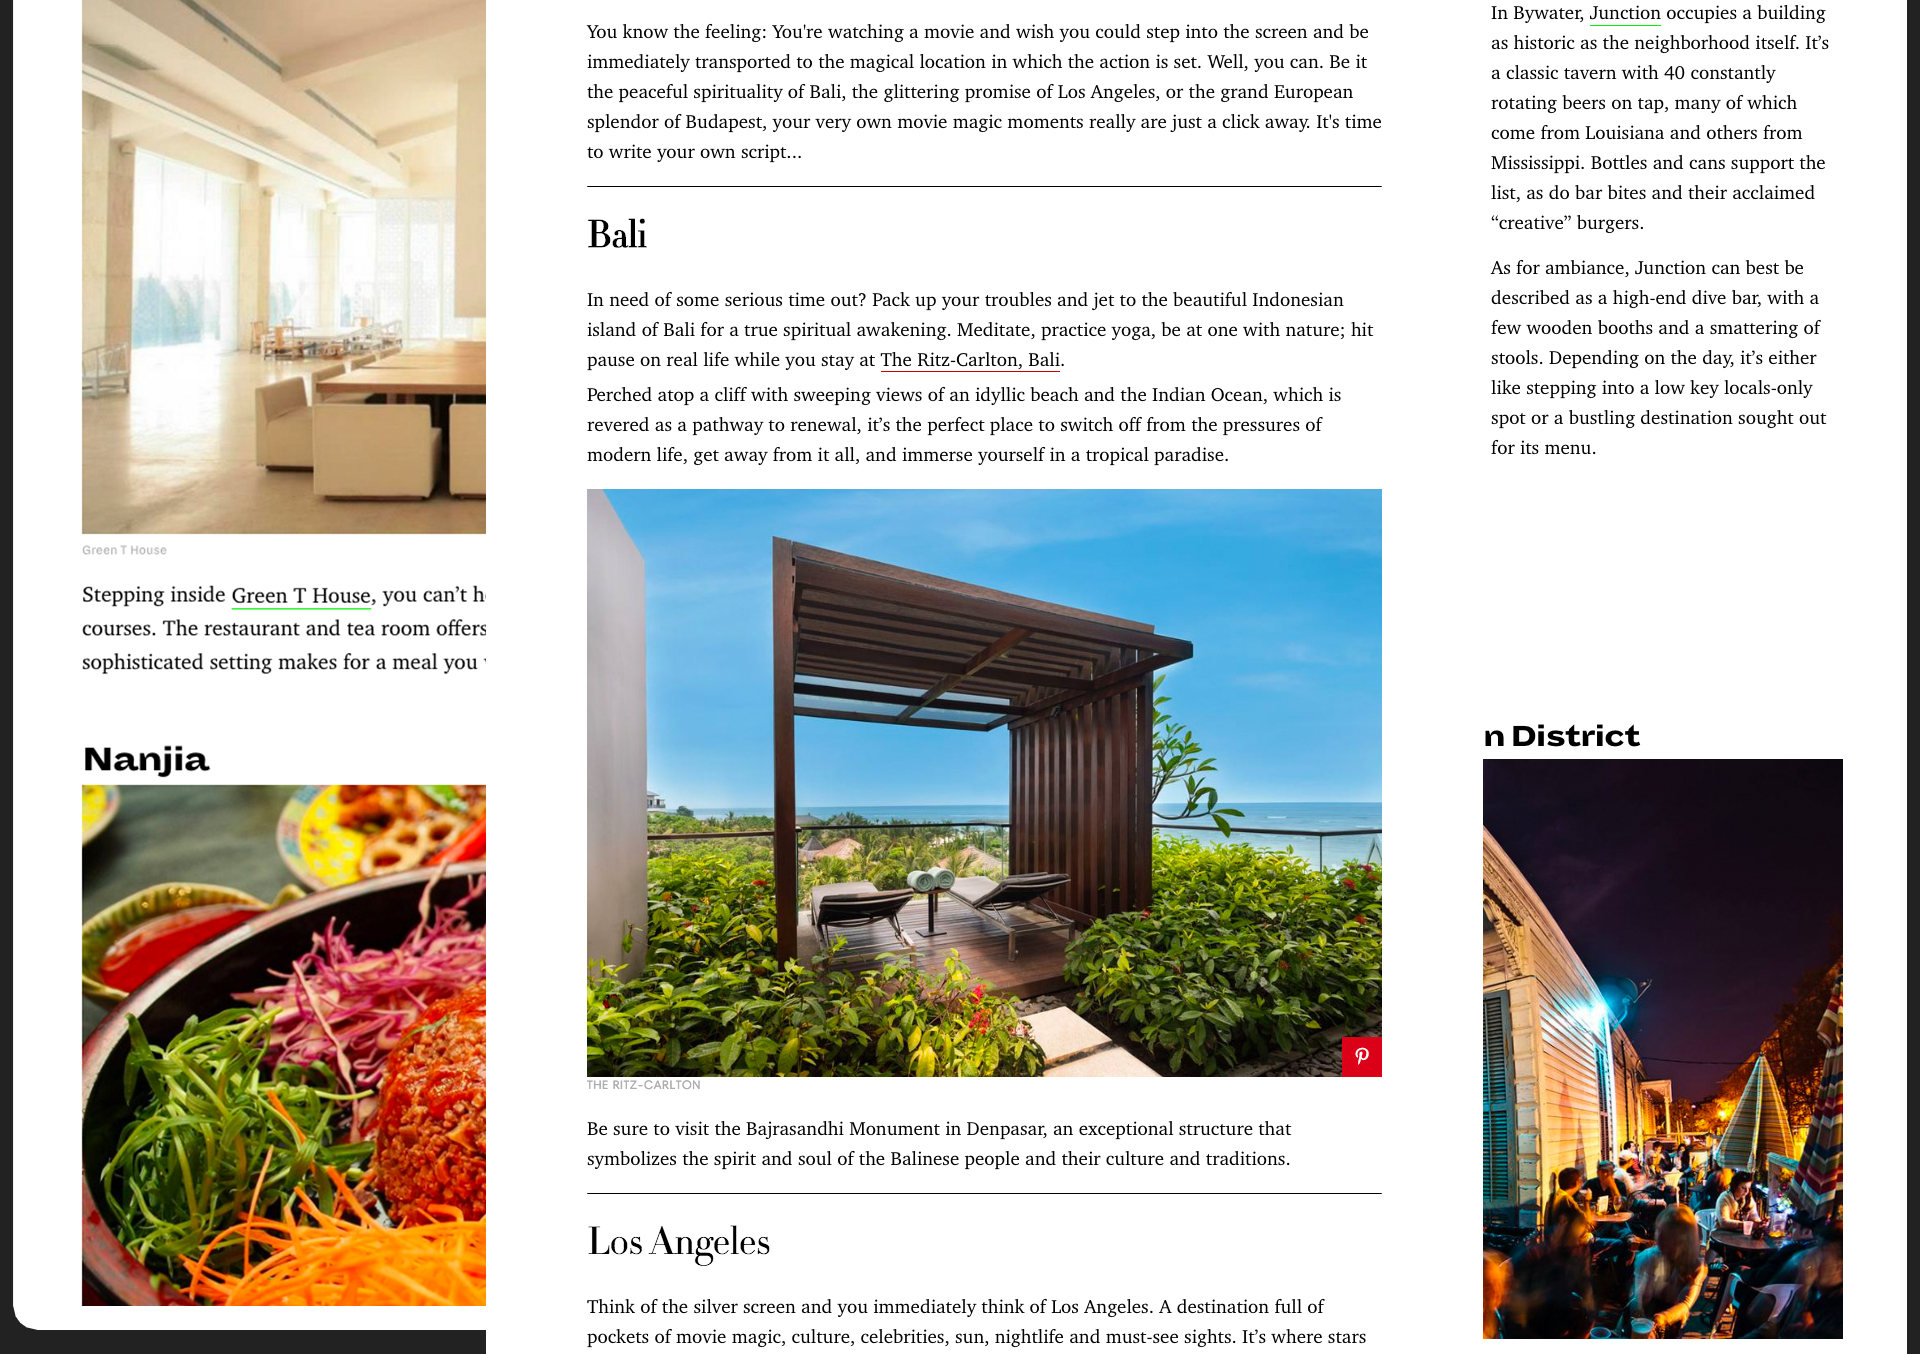 Green T House
Stepping inside Green T House, you can’t
courses. The restaurant and tea room offers
sophisticated setting makes for a meal you
Nanjia
You know the feeling: You're watching a movie and wish you could step into the screen and be
immediately transported to the magical location in which the action is set. Well, you can. Be it
the peaceful spirituality of Bali, the glittering promise of Los Angeles, or the grand European
splendor of Budapest, your very own movie magic moments really are just a click away. It's time
to write your own script...
Bali
In need of some serious time out? Pack up your troubles and jet to the beautiful Indonesian
island of Bali for a true spiritual awakening. Meditate, practice yoga, be at one with nature; hit
pause on real life while you stay at The Ritz-Carlton, Bali.
Perched atop a cliff with sweeping views of an idyllic beach and the Indian Ocean, which is
revered as a pathway to renewal, it’s the perfect place to switch off from the pressures of
modern life, get away from it all, and immerse yourself in a tropical paradise.
THE RITZ-CARLTON
Be sure to visit the Bajrasandhi Monument in Denpasar, an exceptional structure that
symbolizes the spirit and soul of the Balinese people and their culture and traditions.
Los Angeles
Think of the silver screen and you immediately think of Los Angeles. A destination full of
pockets of movie magic, culture, celebrities, sun, nightlife and must-see sights. It’s where stars
In Bywater, Junction occupies a building
as historic as the neighborhood itself. It’s
a classic tavern with 40 constantly
rotating beers on tap, many of which
come from Louisiana and others from
Mississippi. Bottles and cans support the
list, as do bar bites and their acclaimed
“creative” burgers.
As for ambiance, Junction can best be
described as a high-end dive bar, with a
few wooden booths and a smattering of
stools. Depending on the day, it’s either
like stepping into a low key locals-only
spot or a bustling destination sought out
for its menu.
n District